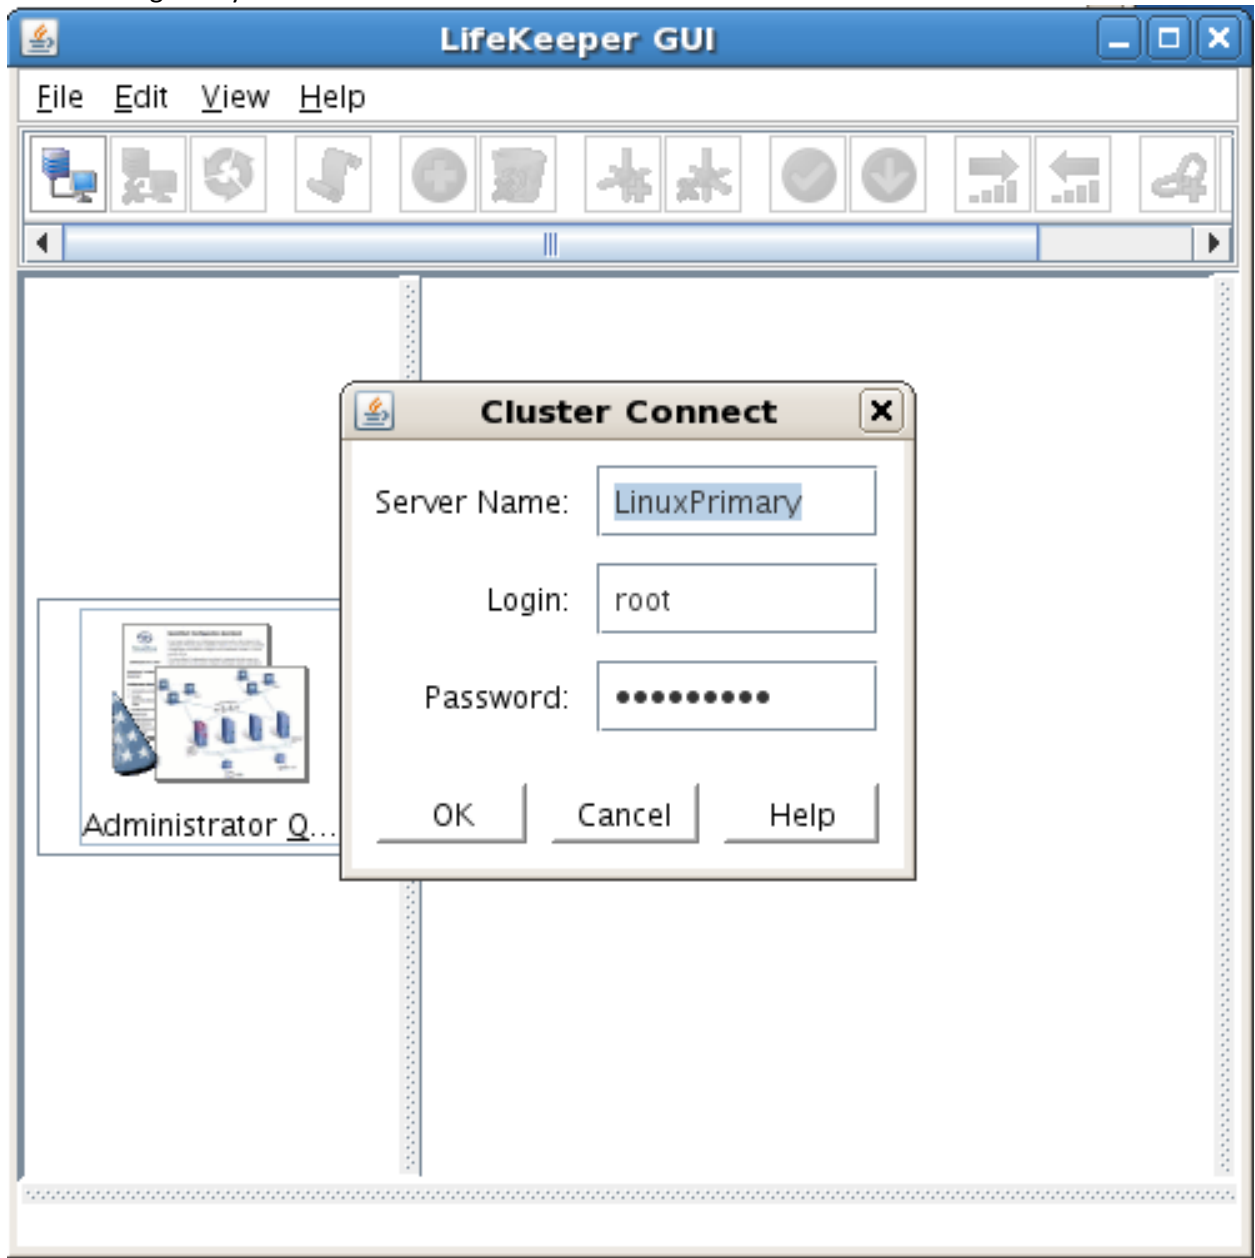 LifeKeeper GUI
File Edit View Help
Cluster Connect
Server Name: LinuxPrimary
Login: root
Password: •••••••••
OK Cancel Help
Administrator Q...